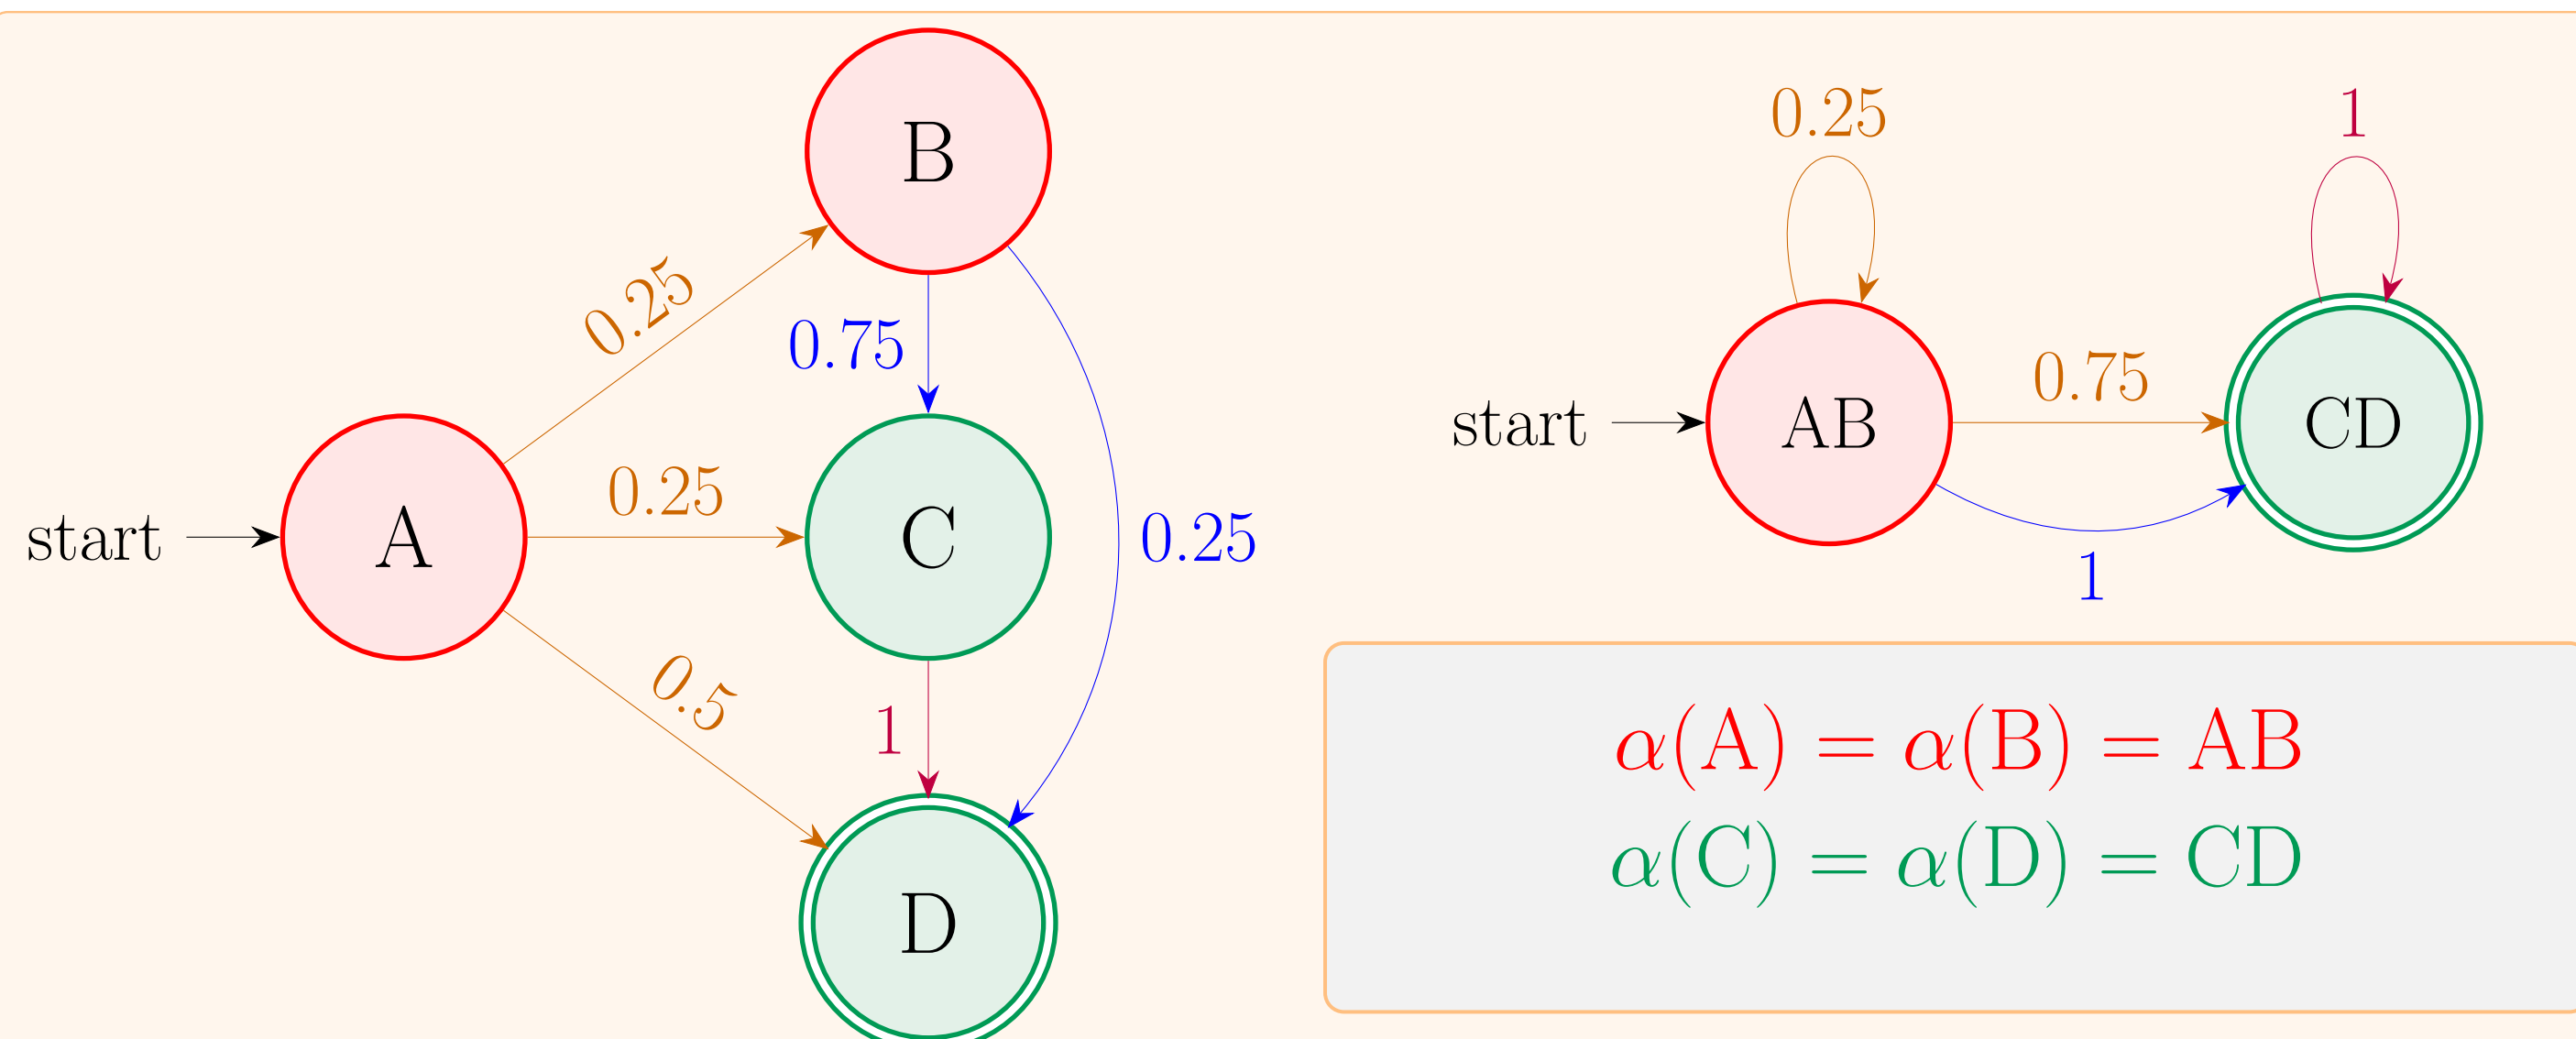 B
0.25
0.75
0.25
start
A
0.25
C
0.5
1
D
0.25
1
start
AB
0.75
CD
1
α(A) = α(B) = AB
α(C) = α(D) = CD